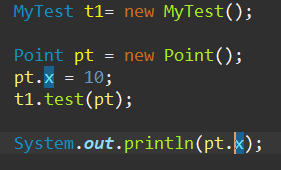 MyTest t1= new MyTest();
Point pt = new Point();
pt.x = 10;
t1.test(pt);
System.out.println(pt.x);